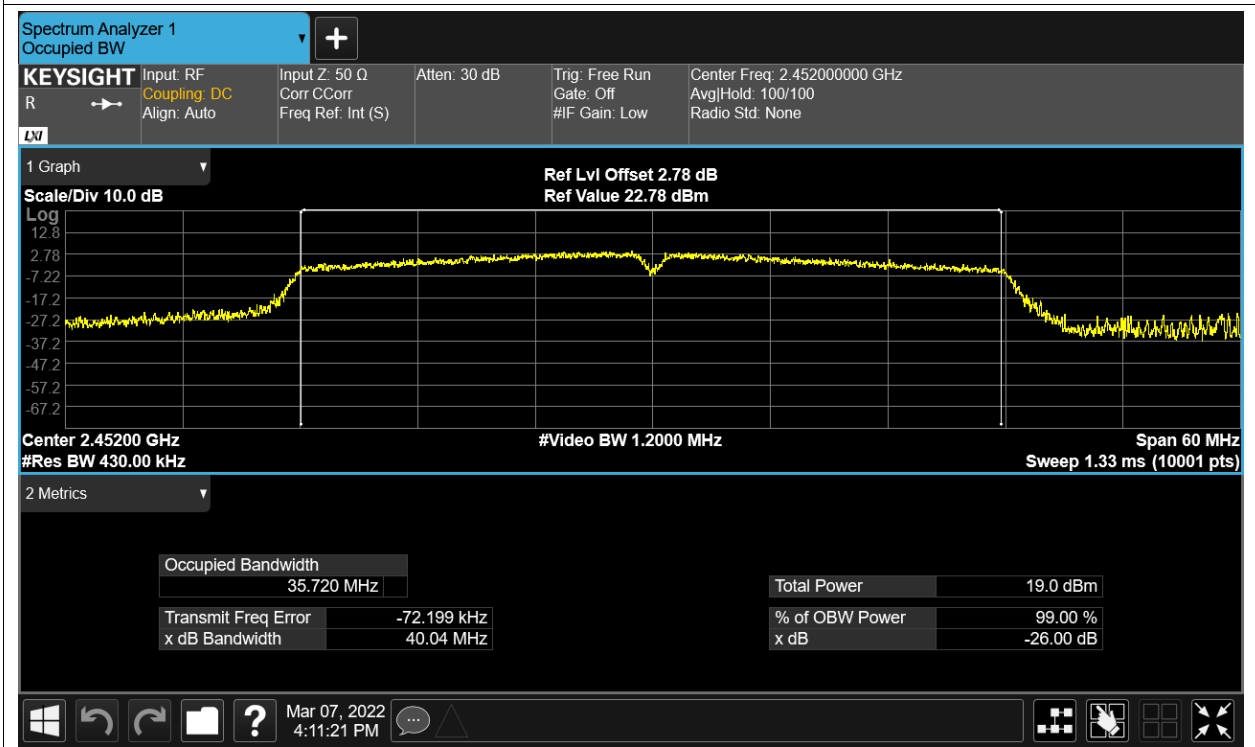 Spectrum Analyzer 1
Occupied BW
KEYSIGHT
R
LXI
Input: RF
Coupling: DC
Align: Auto
Input Z: 50 Ω
Corr CCorr
Freq Ref: Int (S)
Atten: 30 dB
Trig: Free Run
Gate: Off
#IF Gain: Low
Center Freq: 2.452000000 GHz
Avg|Hold: 100/100
Radio Std: None
1 Graph
Scale/Div 10.0 dB
Ref Lvl Offset 2.78 dB
Ref Value 22.78 dBm
Log
12.8
2.78
-7.22
-17.2
-27.2
-37.2
-47.2
-57.2
-67.2
Center 2.45200 GHz
#Video BW 1.2000 MHz
Span 60 MHz
#Res BW 430.00 kHz
Sweep 1.33 ms (10001 pts)
2 Metrics
Occupied Bandwidth
35.720 MHz
Total Power 19.0 dBm
Transmit Freq Error -72.199 kHz
% of OBW Power 99.00 %
x dB Bandwidth 40.04 MHz
x dB -26.00 dB
?
Mar 07, 2022
4:11:21 PM